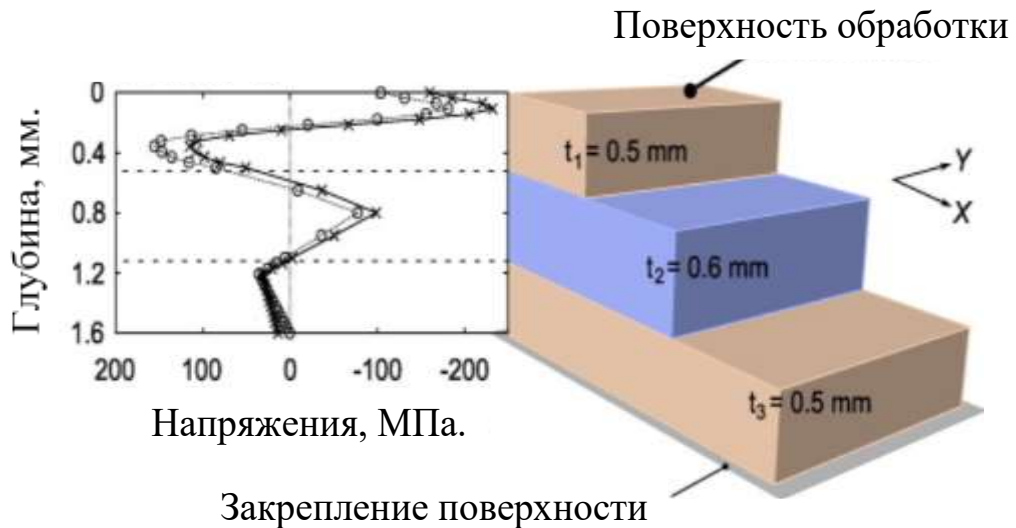 Поверхность обработки
0
0.4
0.8
1.2
1.6
200 100 0 -100 -200
Глубина, мм.
Напряжения, МПа.
t1 = 0.5 mm
t2 = 0.6 mm
t3 = 0.5 mm
Y
X
Закрепление поверхности